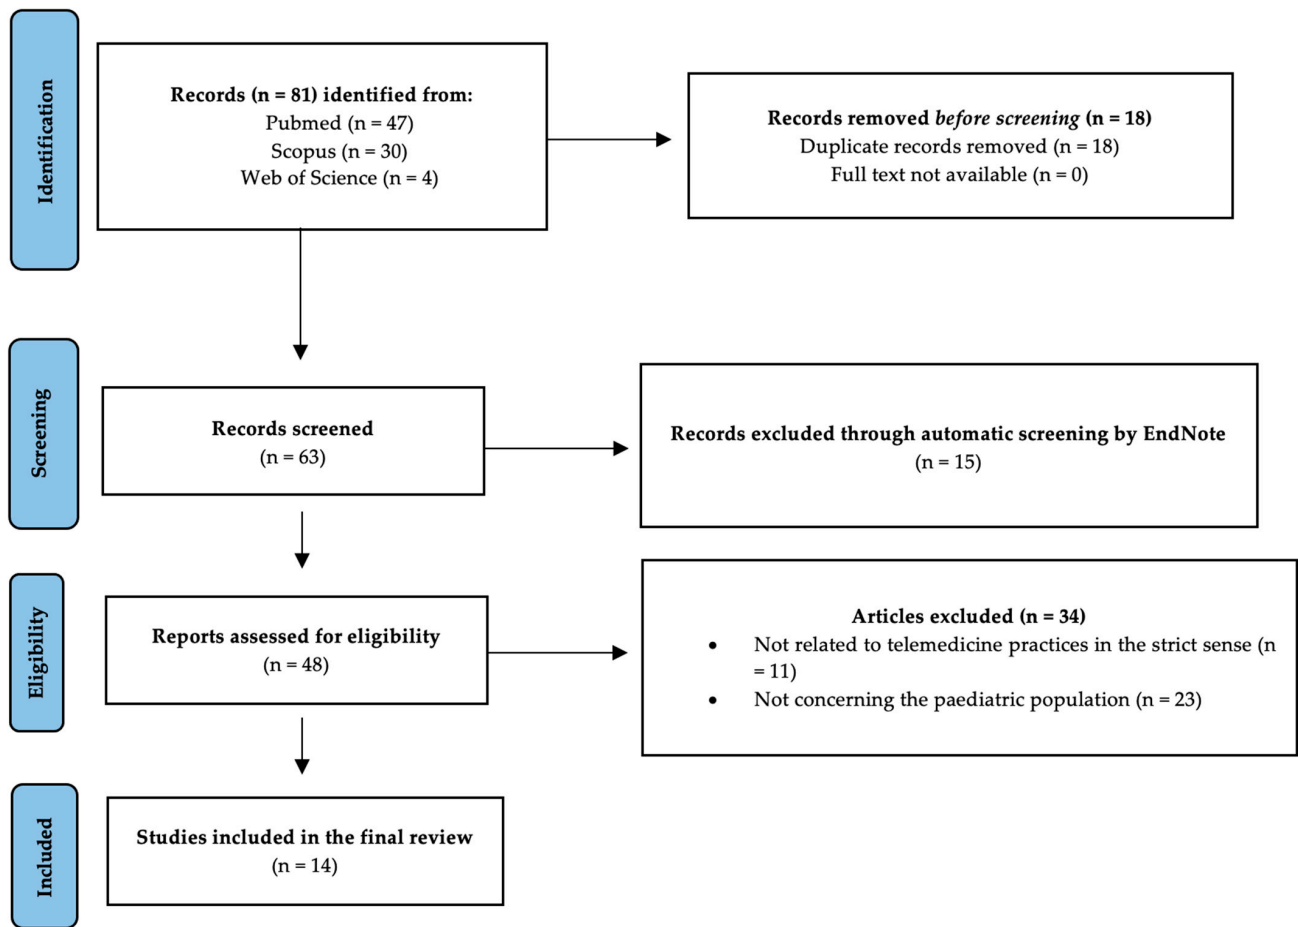 Identification
Records (n = 81) identified from:
Pubmed (n = 47)
Scopus (n = 30)
Web of Science (n = 4)
Records removed before screening (n = 18)
Duplicate records removed (n = 18)
Full text not available (n = 0)
Screening
Records screened
(n = 63)
Records excluded through automatic screening by EndNote
(n = 15)
Eligibility
Reports assessed for eligibility
(n = 48)
Articles excluded (n = 34)
• Not related to telemedicine practices in the strict sense (n
= 11)
• Not concerning the paediatric population (n = 23)
Included
Studies included in the final review
(n = 14)